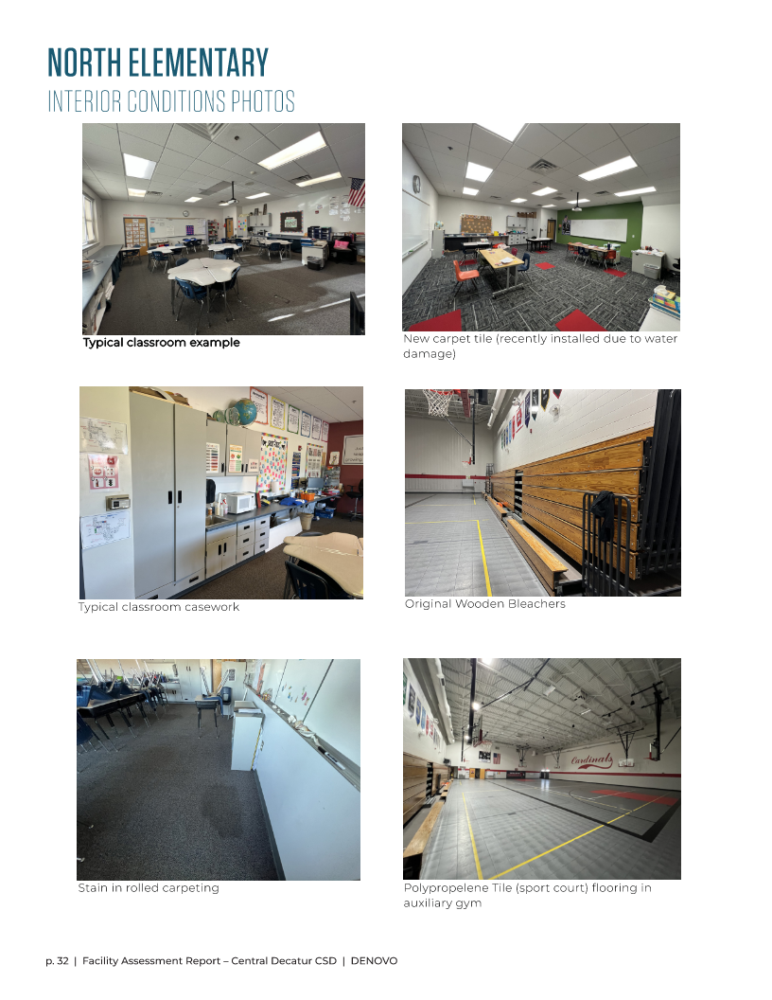 NORTH ELEMENTARY
INTERIOR CONDITIONS PHOTOS
Typical classroom example
New carpet tile (recently installed due to water
damage)
Typical classroom casework
Original Wooden Bleachers
Cardinals
Stain in rolled carpeting
Polypropelene Tile (sport court) flooring in
auxiliary gym
p. 32 | Facility Assessment Report – Central Decatur CSD | DENOVO